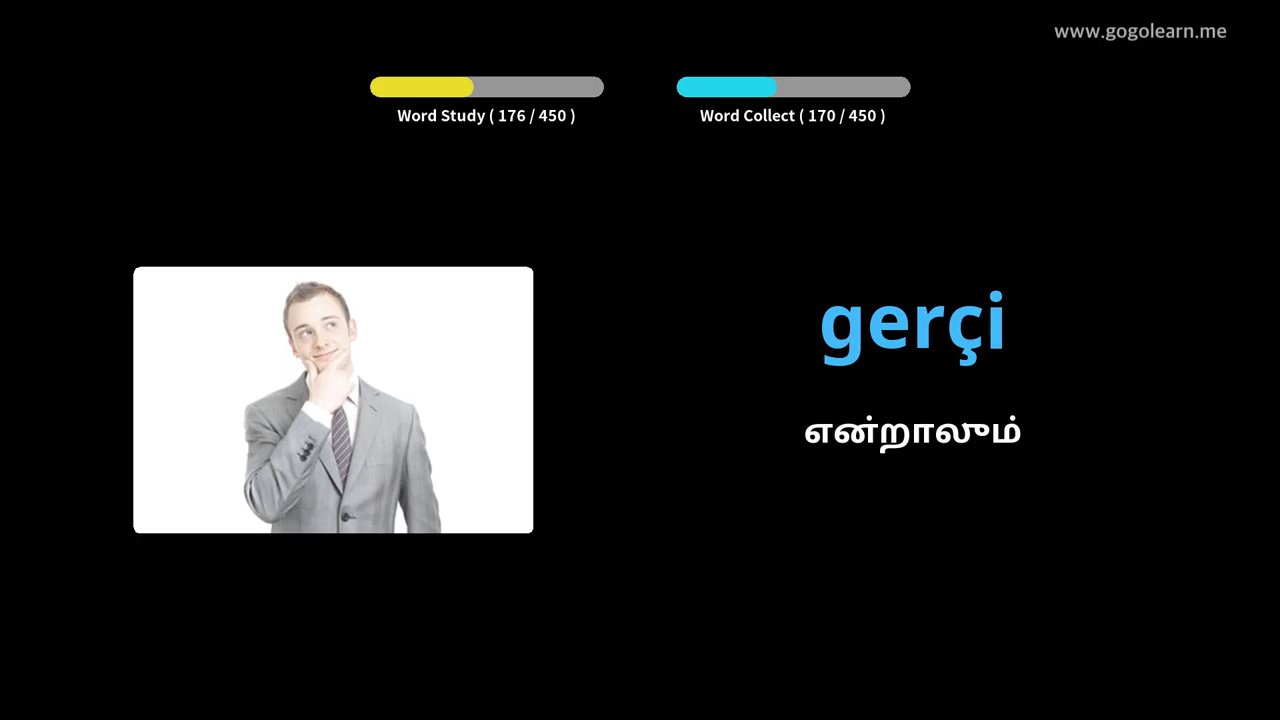 www.gogolearn.me
Word Study ( 176 / 450 )
Word Collect ( 170 / 450 )
gerçi
என்றாலும்